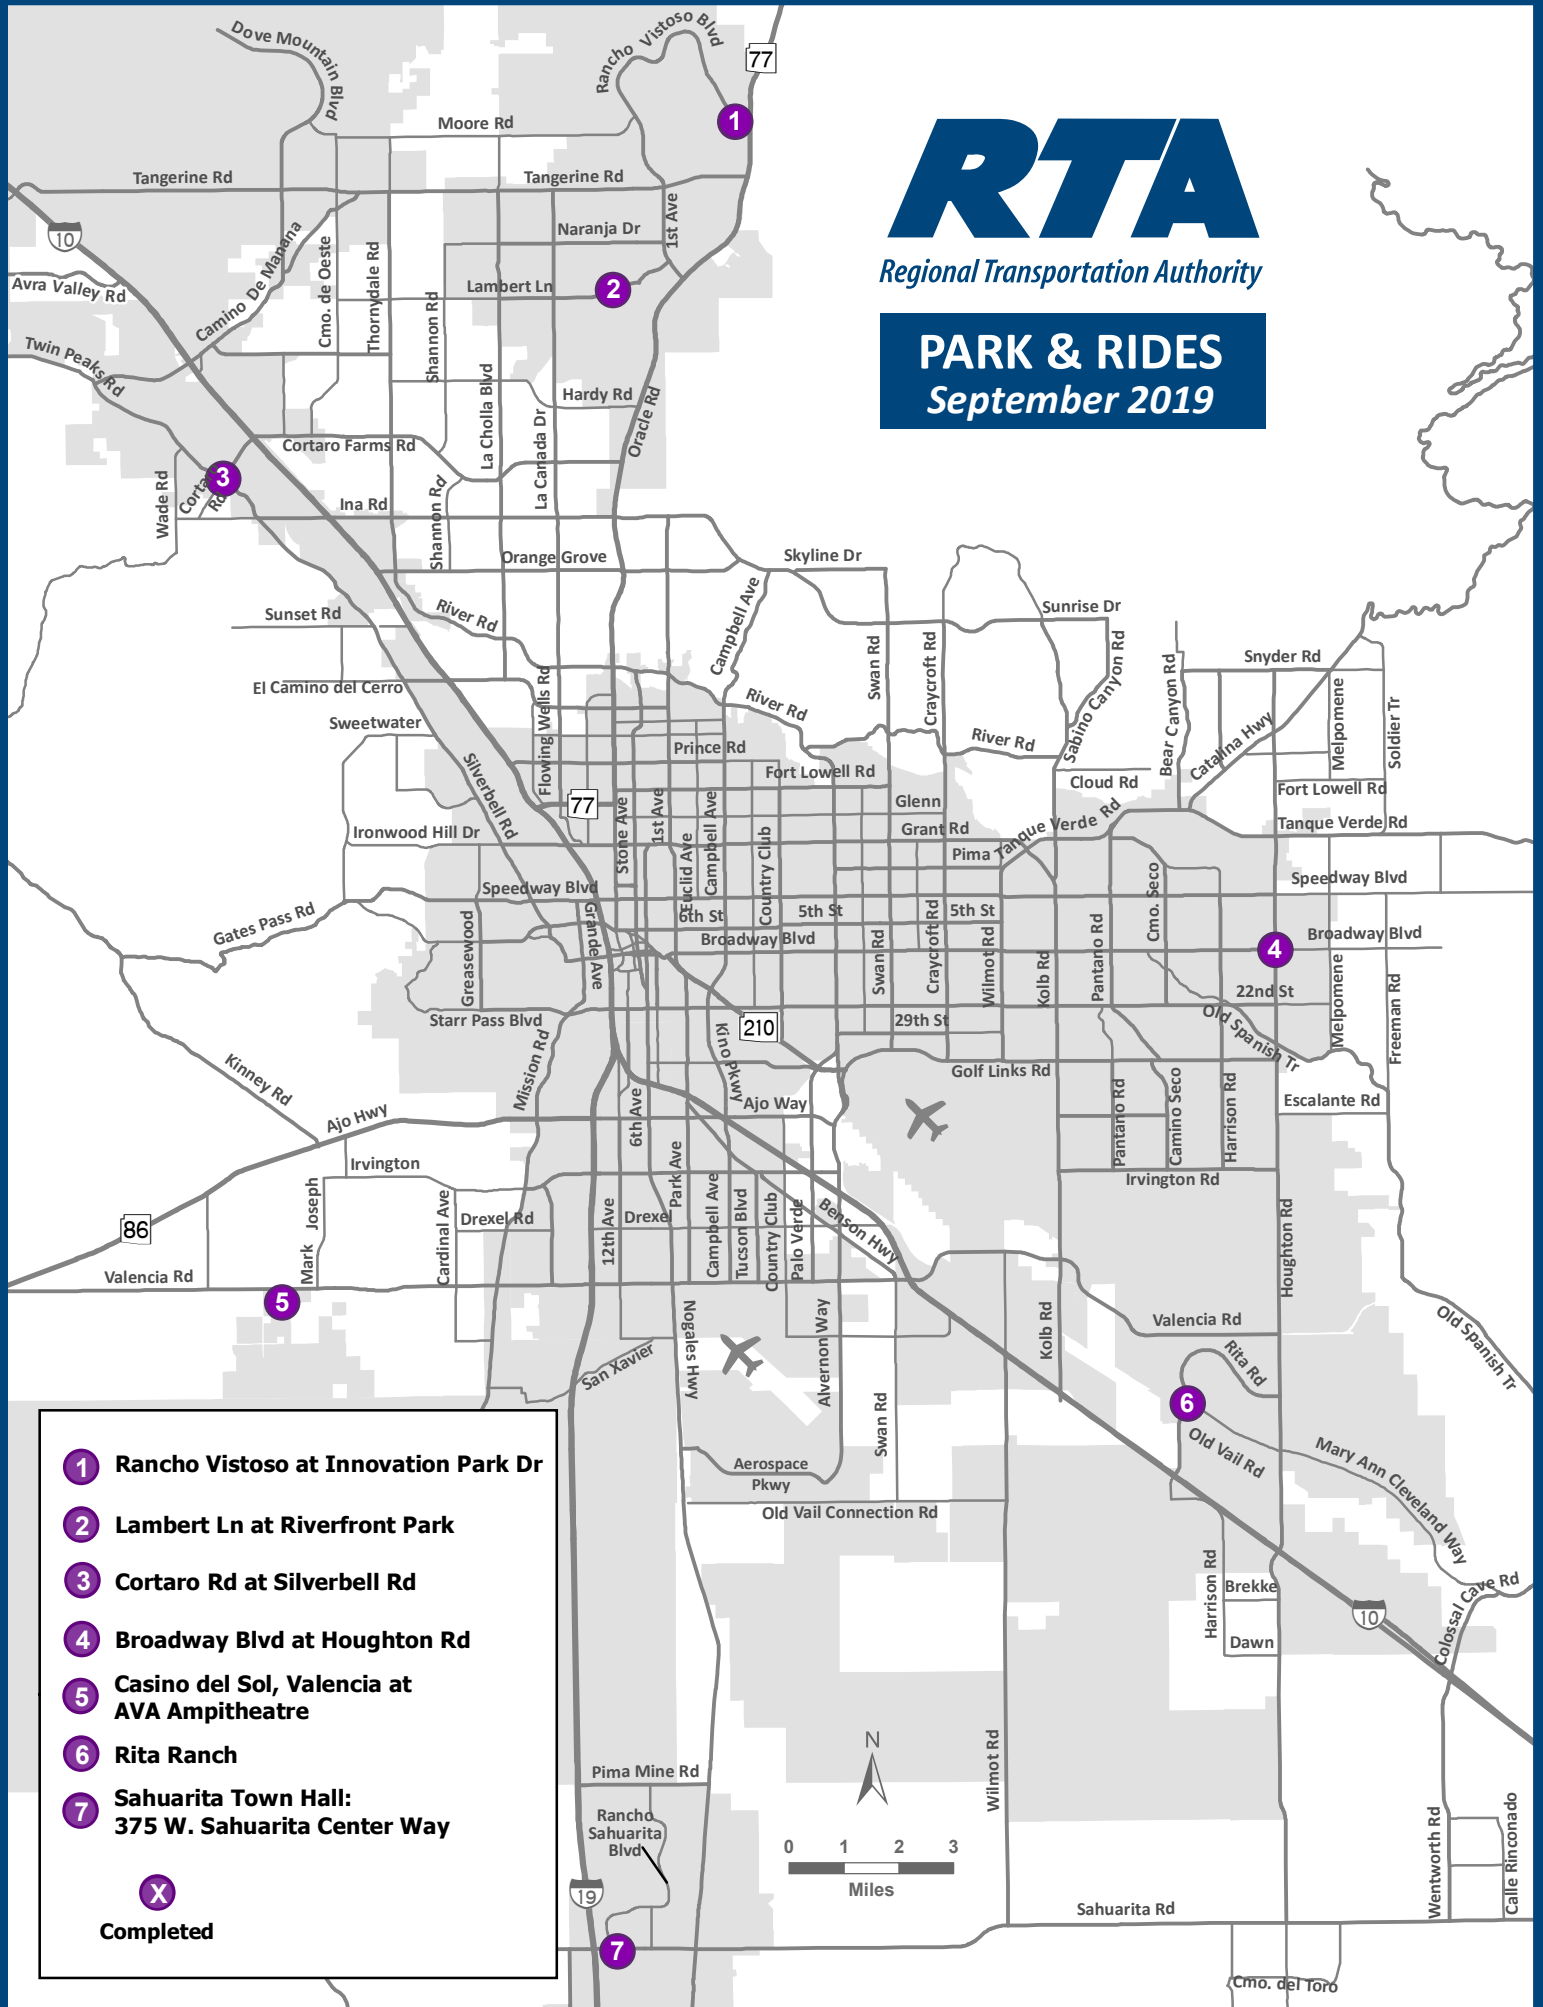 RTA
Regional Transportation Authority
PARK & RIDES
September 2019
Dove Mountain Blvd
Rancho Vistoso Blvd
77
1
Moore Rd
Tangerine Rd
Tangerine Rd
10
1st Ave
Naranja Dr
Camino De Manana
Cmo. de Oeste
Thornydale Rd
Avra Valley Rd
Lambert Ln
2
Shannon Rd
Twin Peaks Rd
La Cholla Blvd
Hardy Rd
Oracle Rd
La Canada Dr
Cortaro Farms Rd
3
Wade Rd
Ina Rd
Shannon Rd
Orange Grove
Skyline Dr
Campbell Ave
Sunset Rd
River Rd
Sunrise Dr
Swan Rd
Craycroft Rd
Sabino Canyon Rd
Bear Canyon Rd
Snyder Rd
El Camino del Cerro
Flowing Wells Rd
River Rd
Melpomene
Soldier Tr
Sweetwater
Prince Rd
River Rd
Catalina Hwy
Silverbell Rd
Fort Lowell Rd
Cloud Rd
Fort Lowell Rd
77
Glenn
Stone Ave
1st Ave
Campbell Ave
Ironwood Hill Dr
Grant Rd
Tanque Verde Rd
Tanque Verde Rd
Euclid Ave
Country Club
Pima
Speedway Blvd
Cmo. Seco
Speedway Blvd
Gates Pass Rd
Greasewood
Grande Ave
6th St
5th St
5th St
Craycroft Rd
Pantano Rd
Broadway Blvd
4
Broadway Blvd
Swan Rd
Wilmot Rd
Kolb Rd
Melpomene
Freeman Rd
22nd St
Starr Pass Blvd
Mission Rd
210
29th St
Old Spanish Tr
Kino Pkwy
Golf Links Rd
Kinney Rd
Ajo Hwy
6th Ave
Ajo Way
Pantano Rd
Camino Seco
Harrison Rd
Escalante Rd
Irvington
Park Ave
Irvington Rd
Mark Joseph
Cardinal Ave
Drexel Rd
12th Ave
Drexel
Campbell Ave
Tucson Blvd
Country Club
Palo Verde
Benson Hwy
Houghton Rd
86
Valencia Rd
5
Nogales Hwy
Alvernon Way
Kolb Rd
Valencia Rd
Old Spanish Tr
San Xavier
Swan Rd
Rita Rd
6
Old Vail Rd
Mary Ann Cleveland Way
Aerospace
Pkwy
Old Vail Connection Rd
Harrison Rd
Brekke
Dawn
Colossal Cave Rd
10
Wilmot Rd
N
Pima Mine Rd
Rancho
Sahuarita
Blvd
0 1 2 3
Miles
19
7
Sahuarita Rd
Wentworth Rd
Calle Rinconado
Cmo. del Toro
1 Rancho Vistoso at Innovation Park Dr
2 Lambert Ln at Riverfront Park
3 Cortaro Rd at Silverbell Rd
4 Broadway Blvd at Houghton Rd
5 Casino del Sol, Valencia at
AVA Ampitheatre
6 Rita Ranch
7 Sahuarita Town Hall:
375 W. Sahuarita Center Way
X
Completed